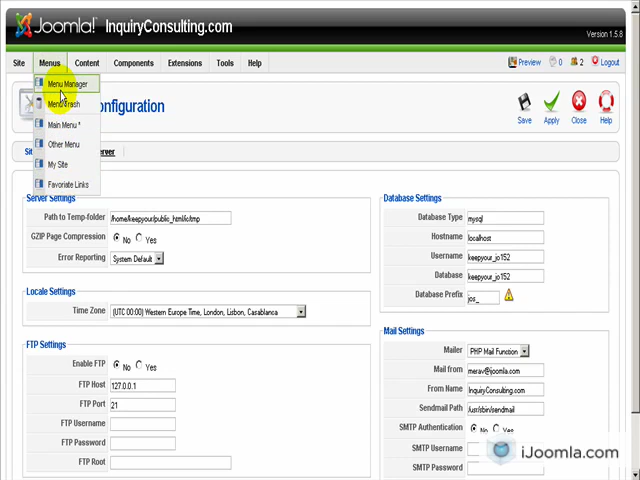 Joomla! InquiryConsulting.com
Version 1.5.8
Site Menus Content Components Extensions Tools Help
Preview 0 2 Logout
Menu Manager
Menu Trash
Main Menu *
Other Menu
My Site
Favoriate Links
Configuration
Save Apply Close Help
Server Settings
Path to Temp-folder /home/keepyour/public_html/ic/tmp
GZIP Page Compression No Yes
Error Reporting System Default
Locale Settings
Time Zone (UTC 00:00) Western Europe Time, London, Lisbon, Casablanca
FTP Settings
Enable FTP No Yes
FTP Host 127.0.0.1
FTP Port 21
FTP Username
FTP Password
FTP Root
Database Settings
Database Type mysql
Hostname localhost
Username keepyour_jo152
Database keepyour_jo152
Database Prefix jos_
Mail Settings
Mailer PHP Mail Function
Mail from merav@ijoomla.com
From Name InquiryConsulting.com
Sendmail Path /usr/sbin/sendmail
SMTP Authentication No Yes
SMTP Username
SMTP Password
iJoomla.com